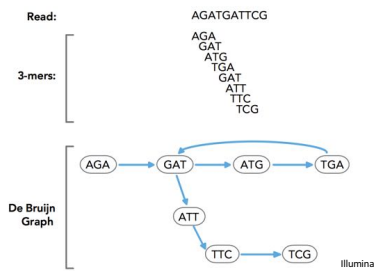 Read: AGATGATTCG
AGA
GAT
ATG
3-mers: TGA
GAT
ATT
TTC
TCG
AGA GAT ATG TGA
De Bruijn
Graph
ATT
TTC TCG
Illumina